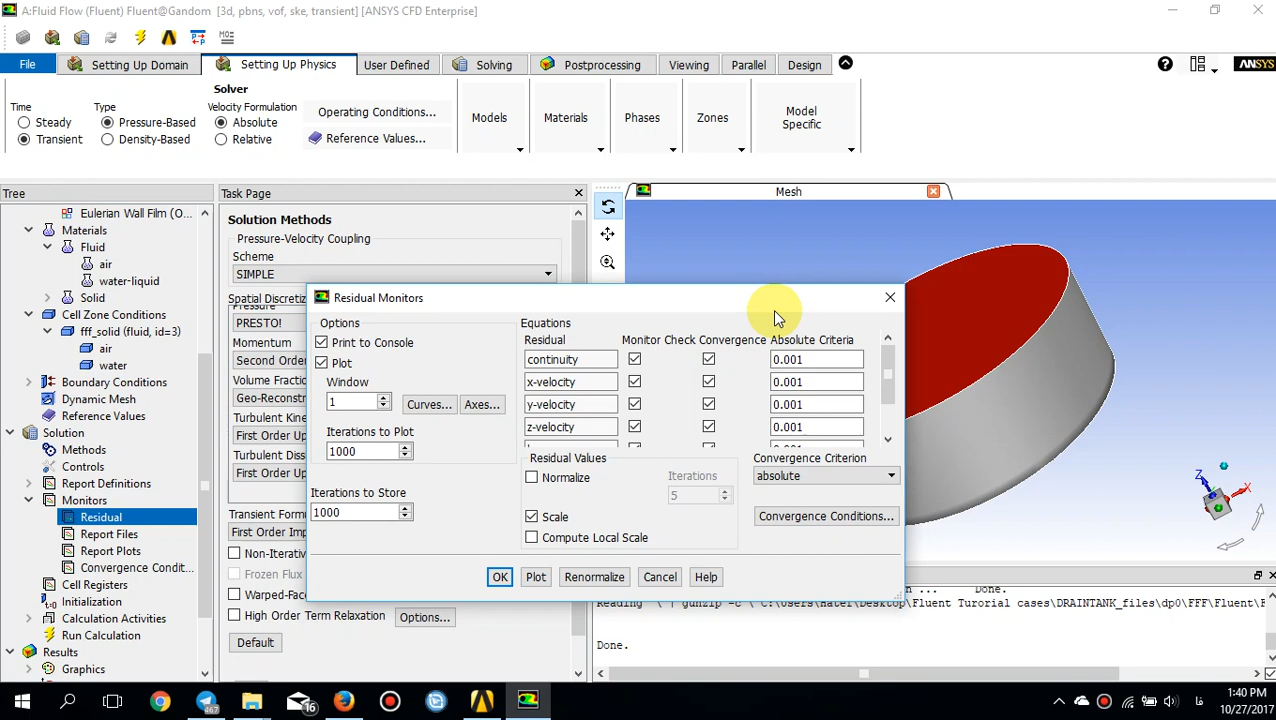 A:Fluid Flow (Fluent) Fluent@Gandom [3d, pbns, vof, ske, transient] [ANSYS CFD Enterprise]
File
Setting Up Domain
Setting Up Physics
User Defined
Solving
Postprocessing
Viewing
Parallel
Design
ANSYS
Solver
Time
Type
Velocity Formulation
Steady
Pressure-Based
Absolute
Operating Conditions...
Transient
Density-Based
Relative
Reference Values...
Models
Materials
Phases
Zones
Model
Specific
Tree
Task Page
Mesh
Eulerian Wall Film (O...
Materials
Fluid
air
water-liquid
Solid
Cell Zone Conditions
fff_solid (fluid, id=3)
air
water
Boundary Conditions
Dynamic Mesh
Reference Values
Solution
Methods
Controls
Report Definitions
Monitors
Residual
Report Files
Report Plots
Convergence Condit...
Cell Registers
Initialization
Calculation Activities
Run Calculation
Results
Graphics
Solution Methods
Pressure-Velocity Coupling
Scheme
SIMPLE
Spatial Discretiz
Pressure
PRESTO!
Momentum
Second Order
Volume Fractio
Geo-Reconst
Turbulent Kine
First Order Up
Turbulent Diss
First Order Up
Transient Formu
First Order Imp
Non-Iterativ
Frozen Flux
Warped-Face
High Order Term Relaxation
Options...
Default
Residual Monitors
Options
Print to Console
Plot
Window
1
Curves...
Axes...
Iterations to Plot
1000
Iterations to Store
1000
Equations
Residual
Monitor Check Convergence Absolute Criteria
continuity
0.001
x-velocity
0.001
y-velocity
0.001
z-velocity
0.001
0.001
Residual Values
Normalize
Iterations
5
Scale
Compute Local Scale
Convergence Criterion
absolute
Convergence Conditions...
OK
Plot
Renormalize
Cancel
Help
Z
X
Done.
Done.
16
1:40 PM
10/27/2017